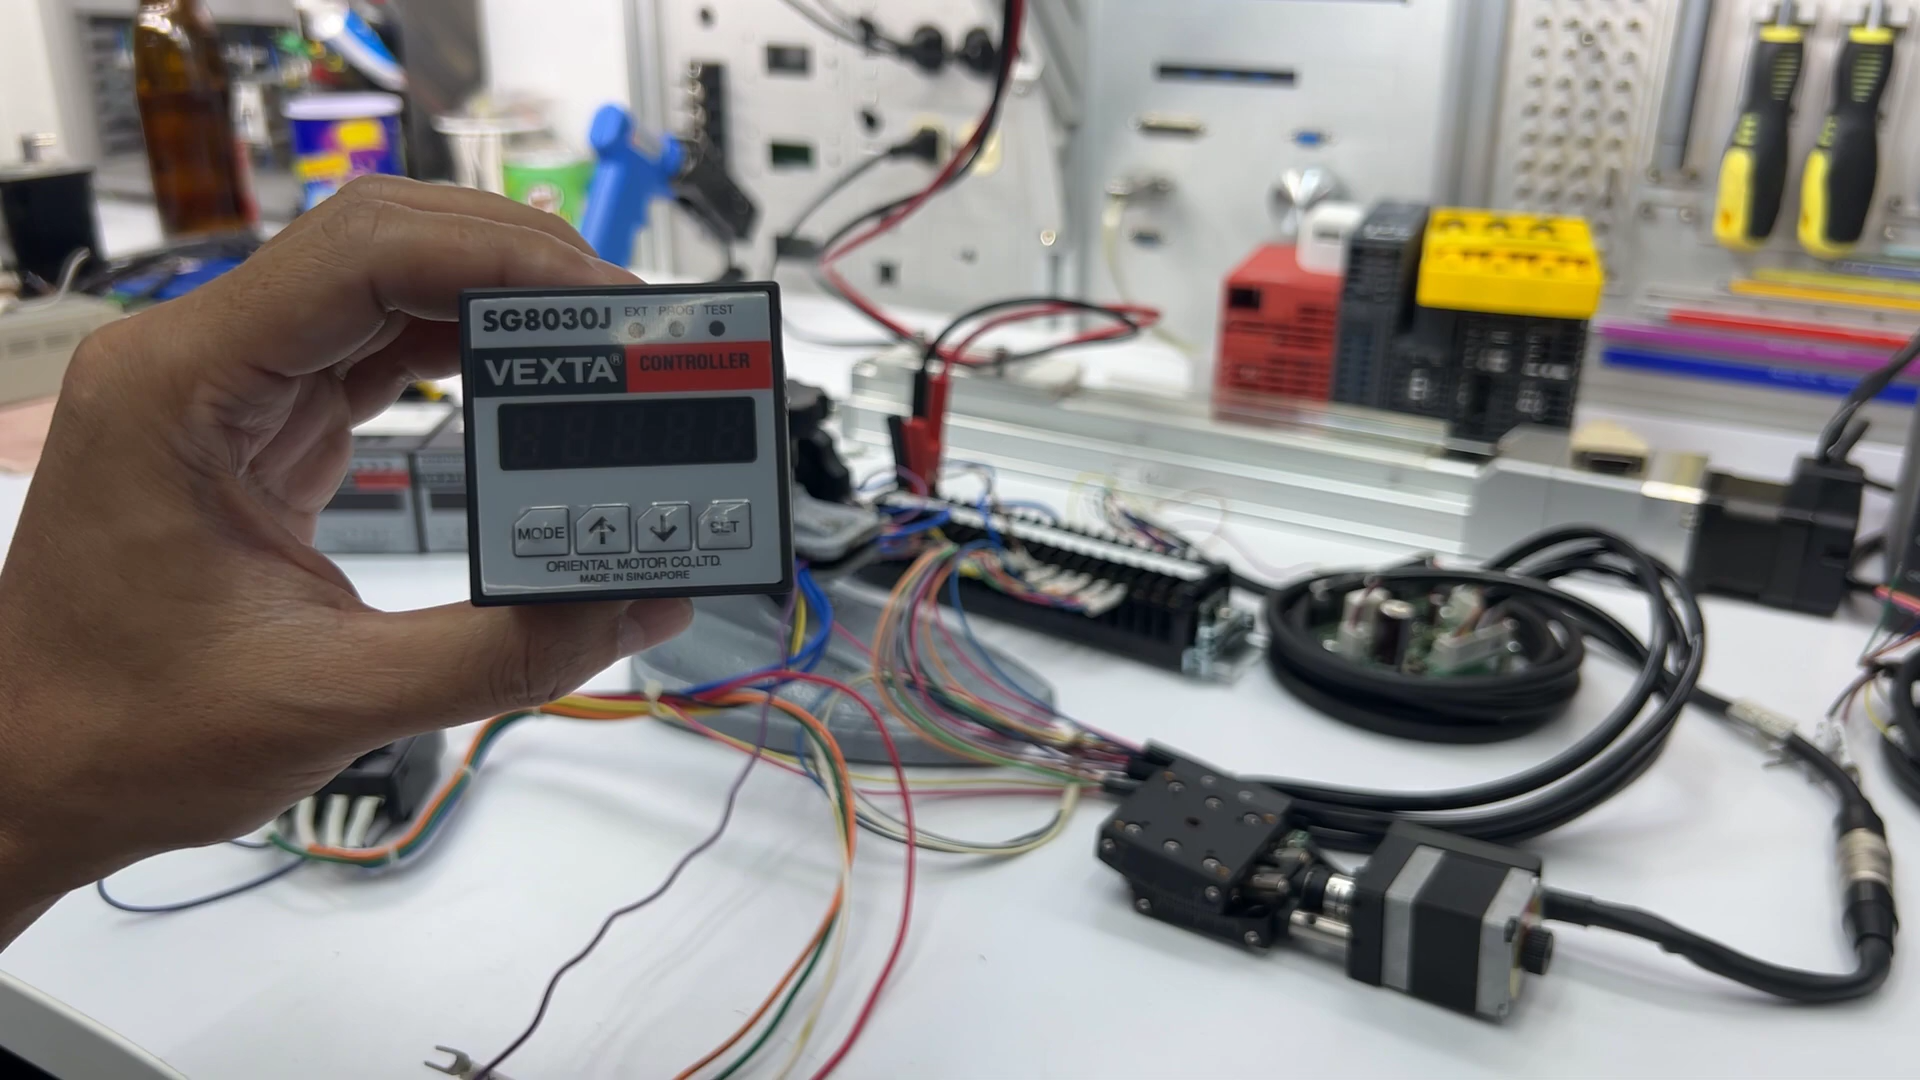 SG8030J
EXT PROG TEST
VEXTA® CONTROLLER
MODE SET
ORIENTAL MOTOR CO.,LTD.
MADE IN SINGAPORE